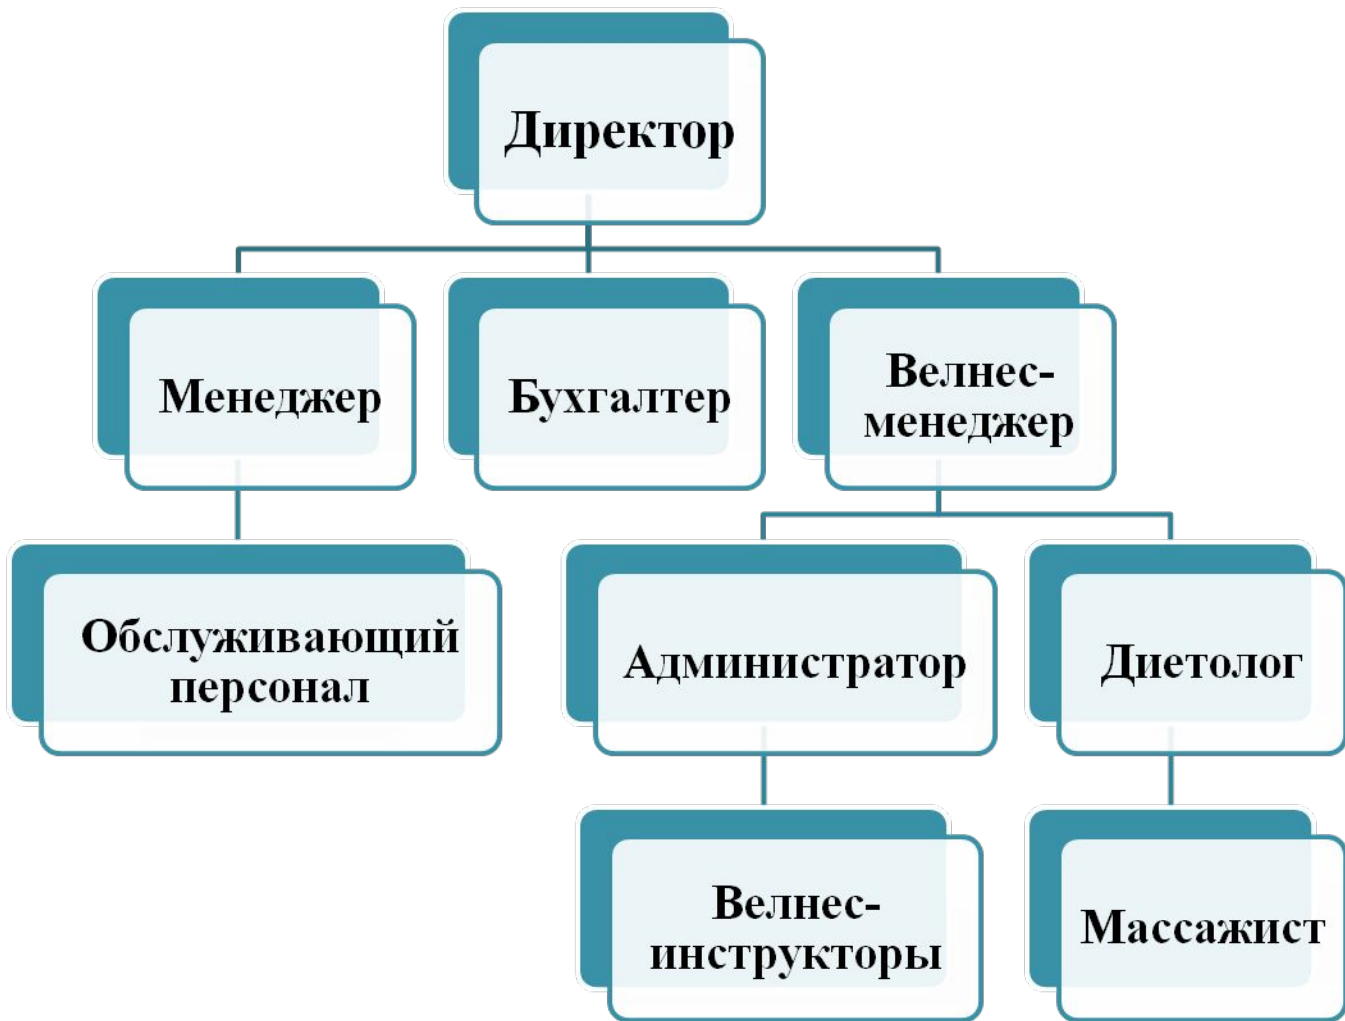 Директор
Менеджер
Бухгалтер
Велнес-
менеджер
Обслуживающий
персонал
Администратор
Диетолог
Велнес-
инструкторы
Массажист